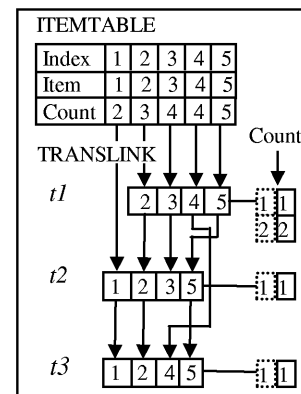 ITEMTABLE
Index 1 2 3 4 5
Item 1 2 3 4 5
Count 2 3 4 4 5
Count
TRANSLINK
t1 2 3 4 5 1 1
2 2
t2 1 2 3 5 1 1
t3 1 2 4 5 1 1